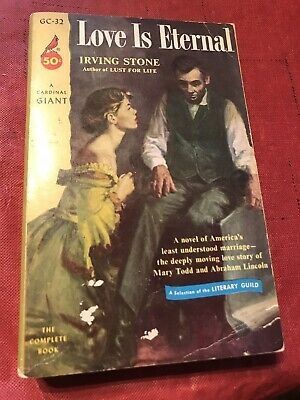 GC-32
50¢
A
CARDINAL
GIANT
Love Is Eternal
IRVING STONE
Author of LUST FOR LIFE
A novel of America's
least understood marriage—
the deeply moving love story of
Mary Todd and Abraham Lincoln
A Selection of the LITERARY GUILD
THE
COMPLETE
BOOK